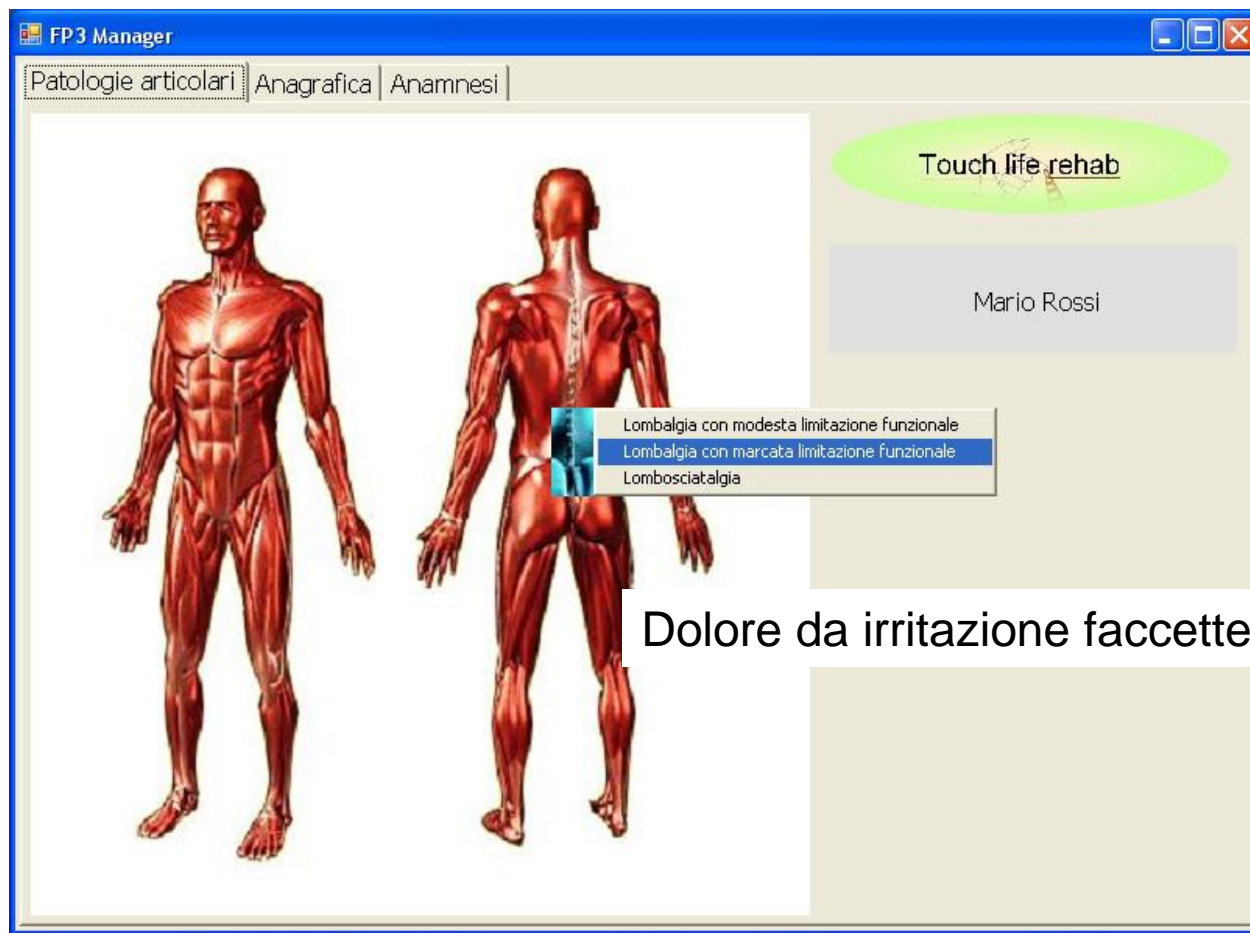 FP3 Manager
Patologie articolari Anagrafica Anamnesi
Touch life rehab
Mario Rossi
Lombalgia con modesta limitazione funzionale
Lombalgia con marcata limitazione funzionale
Lombosciatalgia
Dolore da irritazione faccette